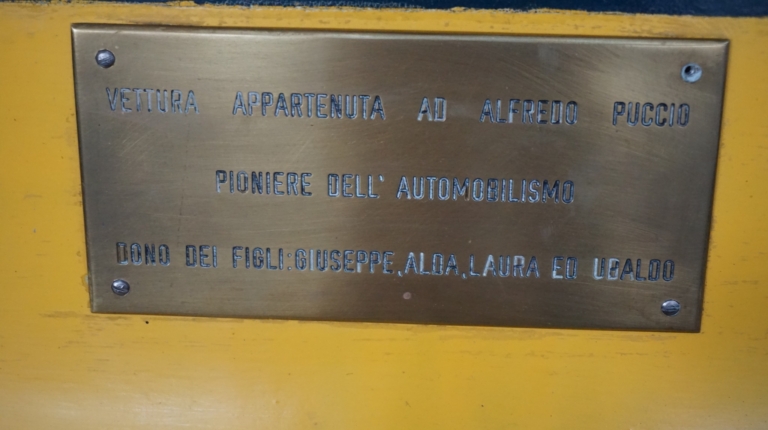 VETTURA APPARTENUTA AD ALFREDO PUCCIO
PIONIERE DELL' AUTOMOBILISMO
DONO DEI FIGLI:GIUSEPPE,ALDA,LAURA ED UBALDO